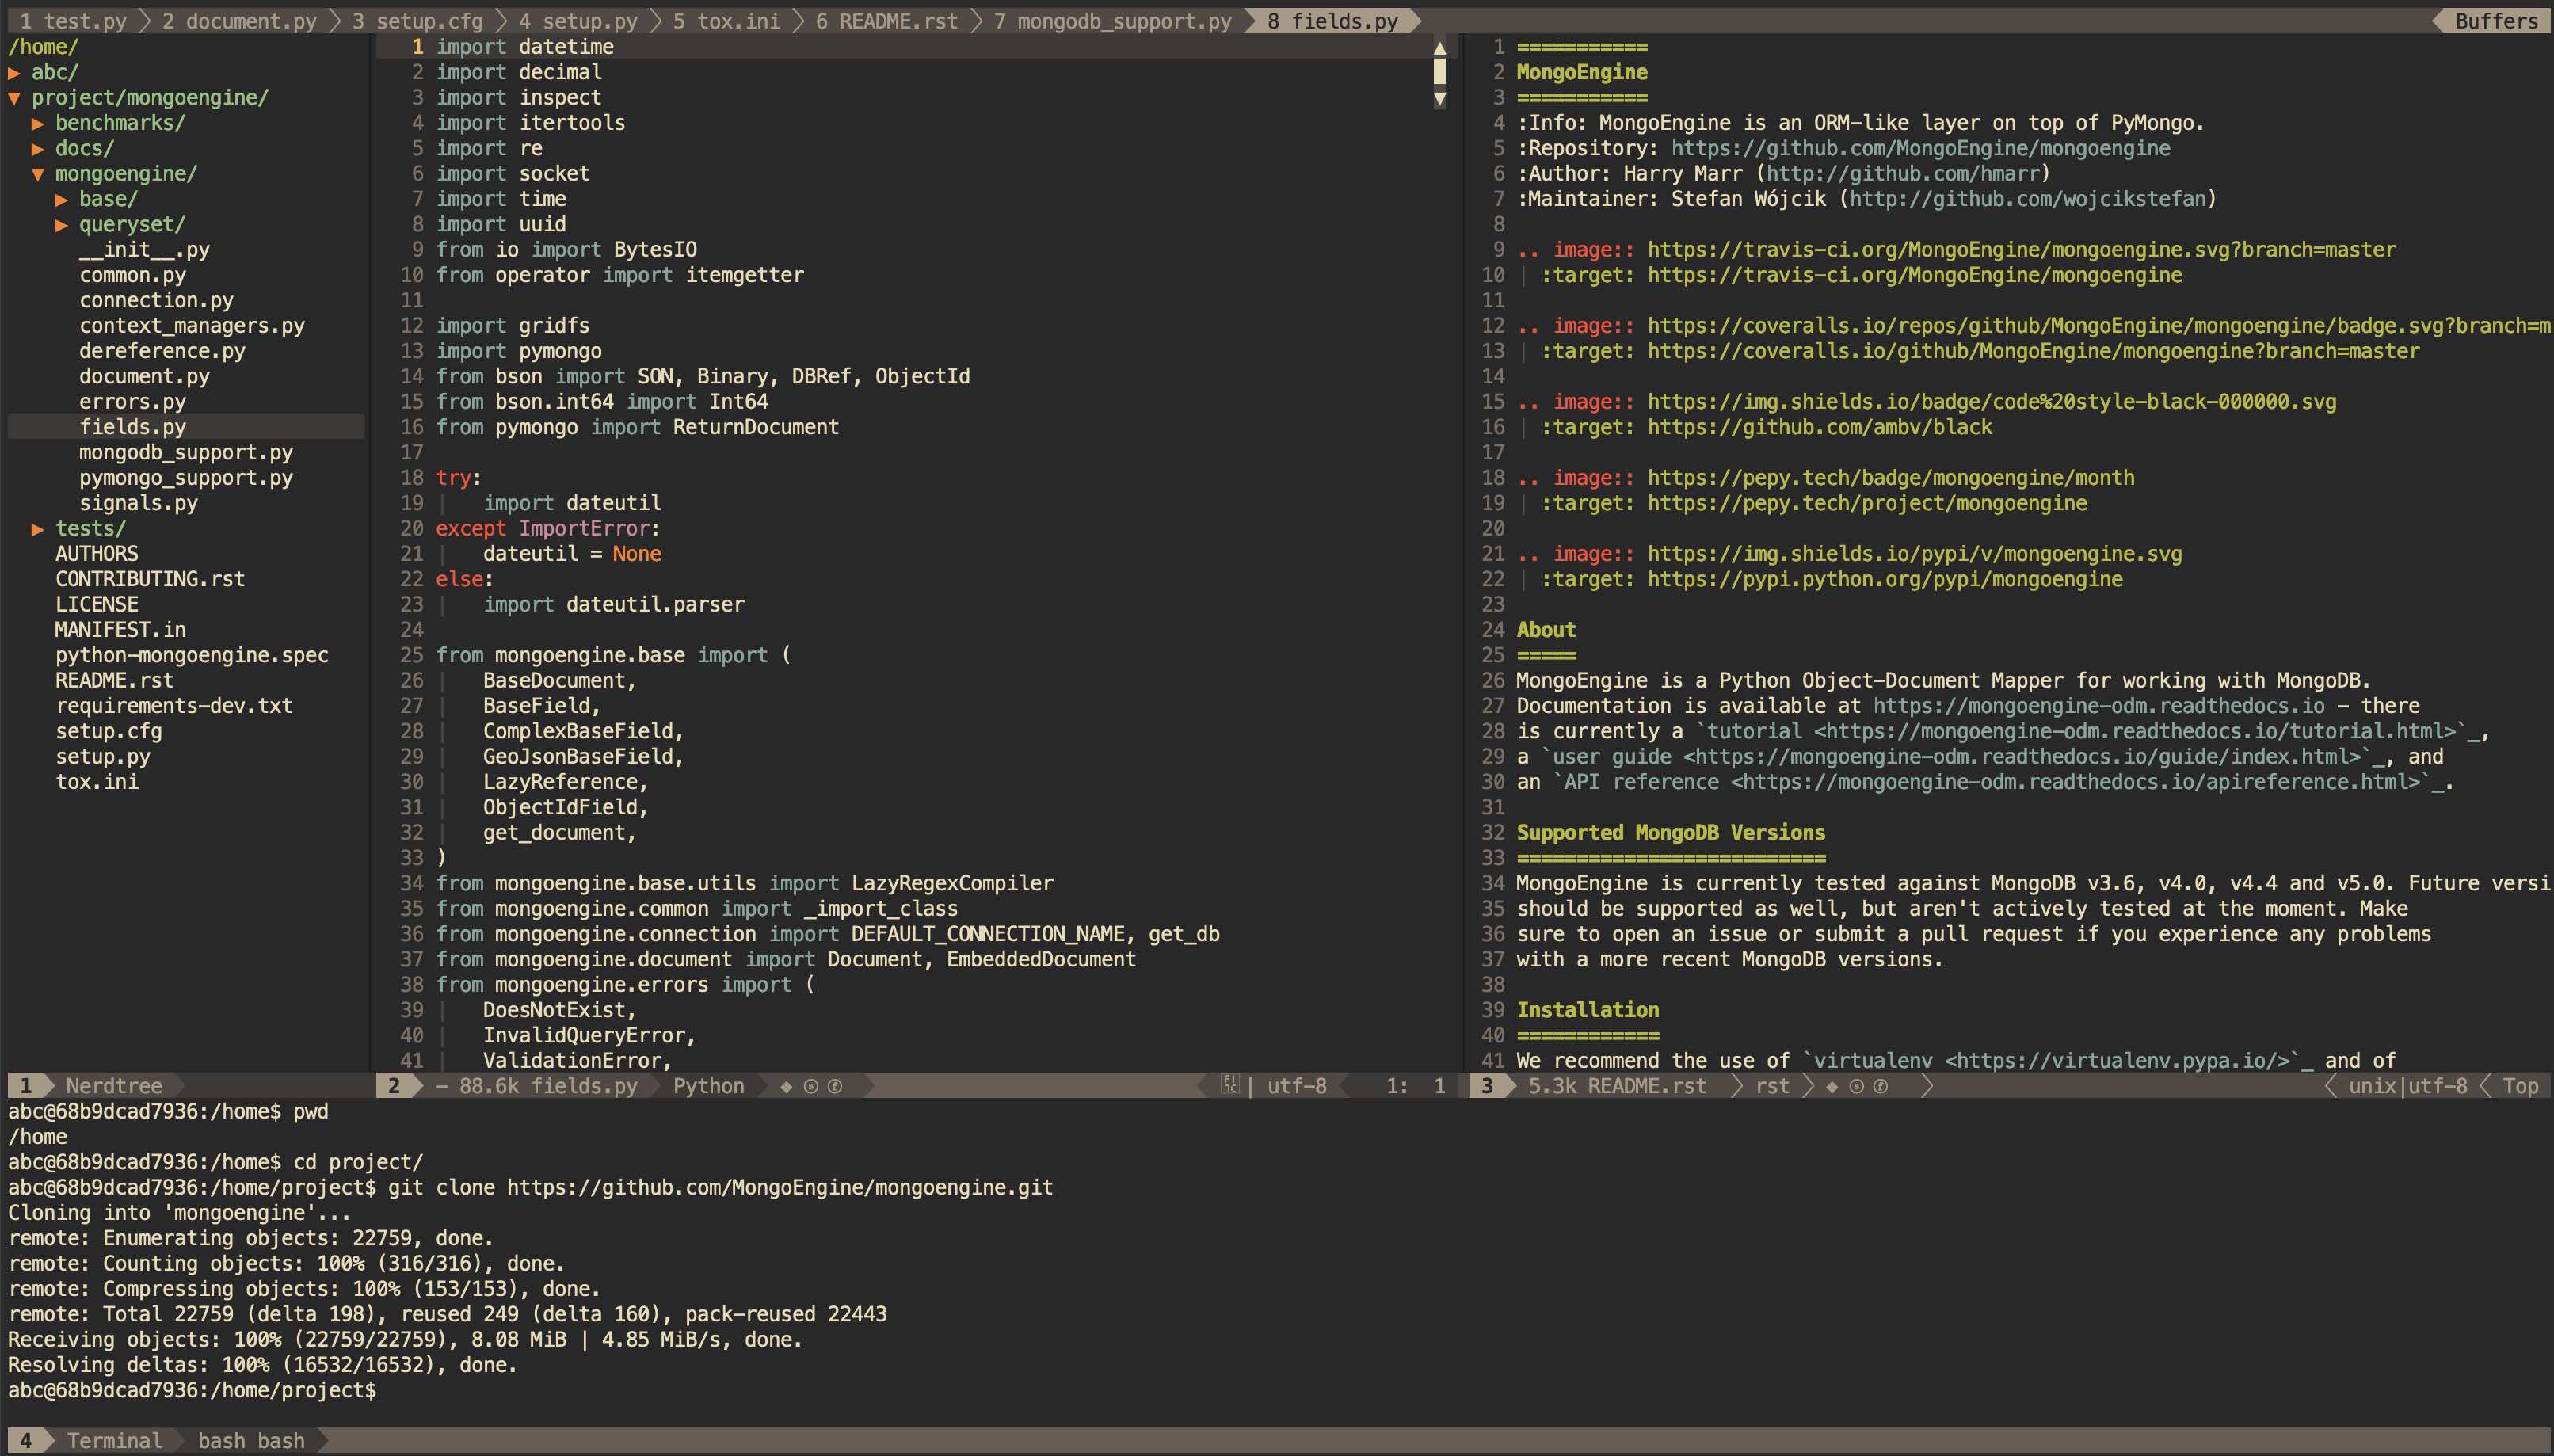 1 test.py 2 document.py 3 setup.cfg 4 setup.py 5 tox.ini 6 README.rst 7 mongodb_support.py 8 fields.py Buffers
/home/
▶ abc/
▼ project/mongoengine/
▶ benchmarks/
▶ docs/
▼ mongoengine/
▶ base/
▶ queryset/
__init__.py
common.py
connection.py
context_managers.py
dereference.py
document.py
errors.py
fields.py
mongodb_support.py
pymongo_support.py
signals.py
▶ tests/
AUTHORS
CONTRIBUTING.rst
LICENSE
MANIFEST.in
python-mongoengine.spec
README.rst
requirements-dev.txt
setup.cfg
setup.py
tox.ini
1 import datetime
2 import decimal
3 import inspect
4 import itertools
5 import re
6 import socket
7 import time
8 import uuid
9 from io import BytesIO
10 from operator import itemgetter
11
12 import gridfs
13 import pymongo
14 from bson import SON, Binary, DBRef, ObjectId
15 from bson.int64 import Int64
16 from pymongo import ReturnDocument
17
18 try:
19 |   import dateutil
20 except ImportError:
21 |   dateutil = None
22 else:
23 |   import dateutil.parser
24
25 from mongoengine.base import (
26 |   BaseDocument,
27 |   BaseField,
28 |   ComplexBaseField,
29 |   GeoJsonBaseField,
30 |   LazyReference,
31 |   ObjectIdField,
32 |   get_document,
33 )
34 from mongoengine.base.utils import LazyRegexCompiler
35 from mongoengine.common import _import_class
36 from mongoengine.connection import DEFAULT_CONNECTION_NAME, get_db
37 from mongoengine.document import Document, EmbeddedDocument
38 from mongoengine.errors import (
39 |   DoesNotExist,
40 |   InvalidQueryError,
41 |   ValidationError,
1 ===========
2 MongoEngine
3 ===========
4 :Info: MongoEngine is an ORM-like layer on top of PyMongo.
5 :Repository: https://github.com/MongoEngine/mongoengine
6 :Author: Harry Marr (http://github.com/hmarr)
7 :Maintainer: Stefan Wójcik (http://github.com/wojcikstefan)
8
9 .. image:: https://travis-ci.org/MongoEngine/mongoengine.svg?branch=master
10 | :target: https://travis-ci.org/MongoEngine/mongoengine
11
12 .. image:: https://coveralls.io/repos/github/MongoEngine/mongoengine/badge.svg?branch=m
13 | :target: https://coveralls.io/github/MongoEngine/mongoengine?branch=master
14
15 .. image:: https://img.shields.io/badge/code%20style-black-000000.svg
16 | :target: https://github.com/ambv/black
17
18 .. image:: https://pepy.tech/badge/mongoengine/month
19 | :target: https://pepy.tech/project/mongoengine
20
21 .. image:: https://img.shields.io/pypi/v/mongoengine.svg
22 | :target: https://pypi.python.org/pypi/mongoengine
23
24 About
25 =====
26 MongoEngine is a Python Object-Document Mapper for working with MongoDB.
27 Documentation is available at https://mongoengine-odm.readthedocs.io - there
28 is currently a `tutorial <https://mongoengine-odm.readthedocs.io/tutorial.html>`_,
29 a `user guide <https://mongoengine-odm.readthedocs.io/guide/index.html>`_, and
30 an `API reference <https://mongoengine-odm.readthedocs.io/apireference.html>`_.
31
32 Supported MongoDB Versions
33 ==========================
34 MongoEngine is currently tested against MongoDB v3.6, v4.0, v4.4 and v5.0. Future versi
35 should be supported as well, but aren't actively tested at the moment. Make
36 sure to open an issue or submit a pull request if you experience any problems
37 with a more recent MongoDB versions.
38
39 Installation
40 ============
41 We recommend the use of `virtualenv <https://virtualenv.pypa.io/>`_ and of
1 Nerdtree
2 - 88.6k fields.py Python ◆ ⓢ ⓕ | utf-8 1: 1
3 5.3k README.rst rst ◆ ⓢ ⓕ unix|utf-8 Top
abc@68b9dcad7936:/home$ pwd
/home
abc@68b9dcad7936:/home$ cd project/
abc@68b9dcad7936:/home/project$ git clone https://github.com/MongoEngine/mongoengine.git
Cloning into 'mongoengine'...
remote: Enumerating objects: 22759, done.
remote: Counting objects: 100% (316/316), done.
remote: Compressing objects: 100% (153/153), done.
remote: Total 22759 (delta 198), reused 249 (delta 160), pack-reused 22443
Receiving objects: 100% (22759/22759), 8.08 MiB | 4.85 MiB/s, done.
Resolving deltas: 100% (16532/16532), done.
abc@68b9dcad7936:/home/project$
4 Terminal bash bash